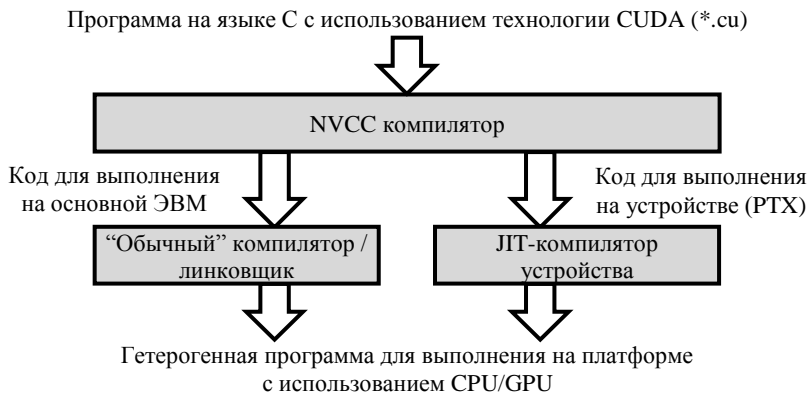 Программа на языке C с использованием технологии CUDA (*.cu)
NVCC компилятор
Код для выполнения
на основной ЭВМ
Код для выполнения
на устройстве (PTX)
“Обычный” компилятор /
линковщик
JIT-компилятор
устройства
Гетерогенная программа для выполнения на платформе
с использованием CPU/GPU